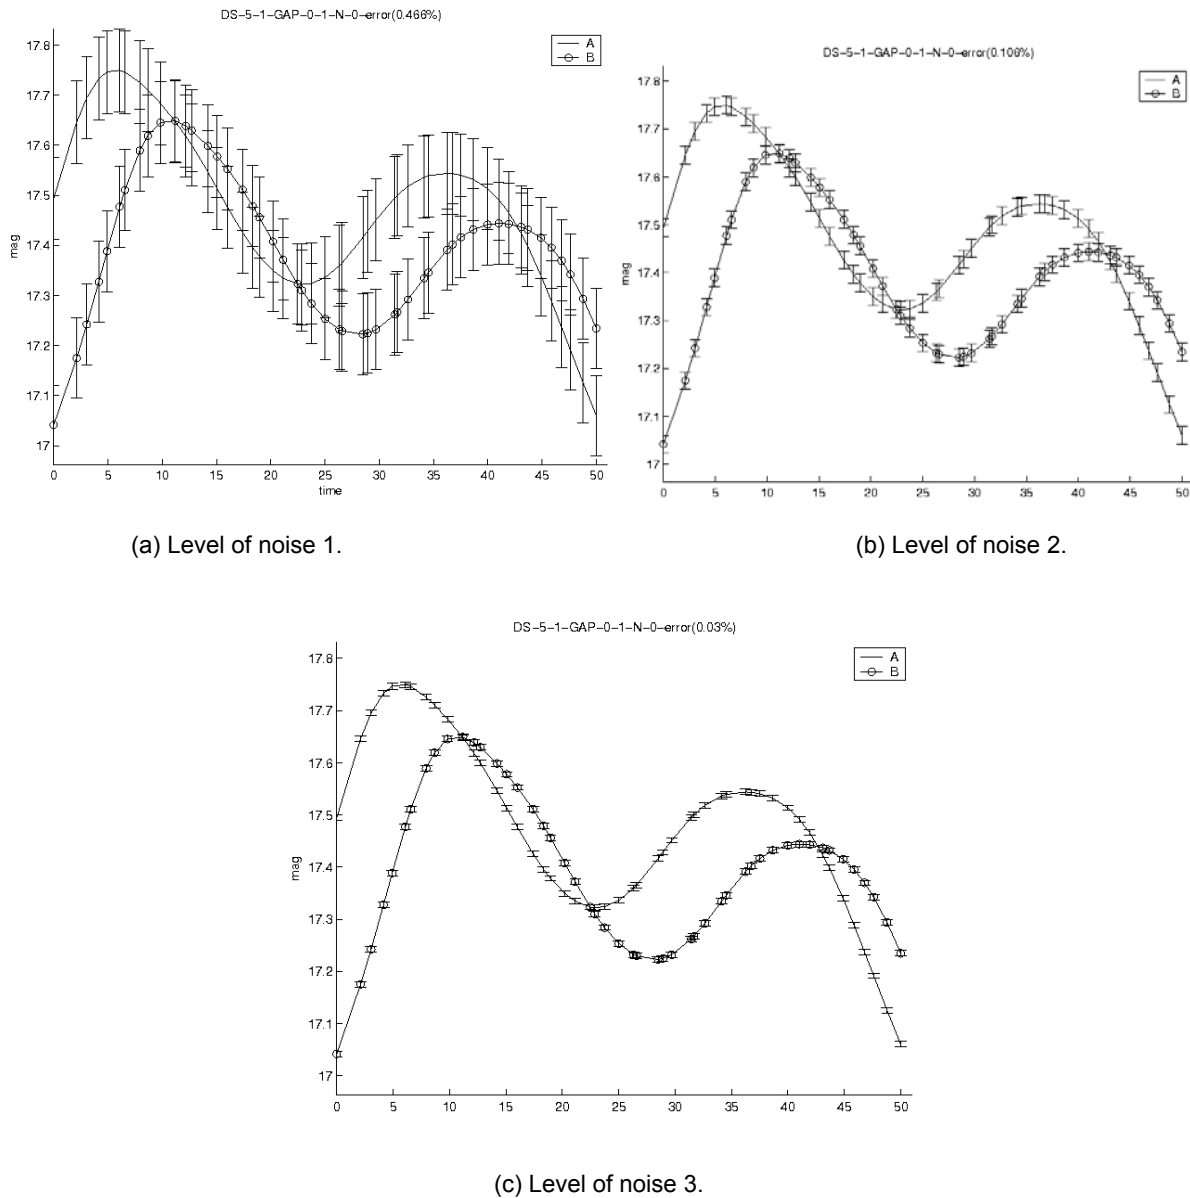 DS-5-1-GAP-0-1-N-0-error(0.466%)
17.8
17.7
17.6
17.5
17.4
17.3
17.2
17.1
17
mag
0 5 10 15 20 25 30 35 40 45 50
time
A
B
(a) Level of noise 1.
DS-5-1-GAP-0-1-N-0-error(0.106%)
17.8
17.7
17.6
17.5
17.4
17.3
17.2
17.1
17
mag
0 5 10 15 20 25 30 35 40 45 50
A
B
(b) Level of noise 2.
DS-5-1-GAP-0-1-N-0-error(0.03%)
17.8
17.7
17.6
17.5
17.4
17.3
17.2
17.1
17
mag
0 5 10 15 20 25 30 35 40 45 50
A
B
(c) Level of noise 3.